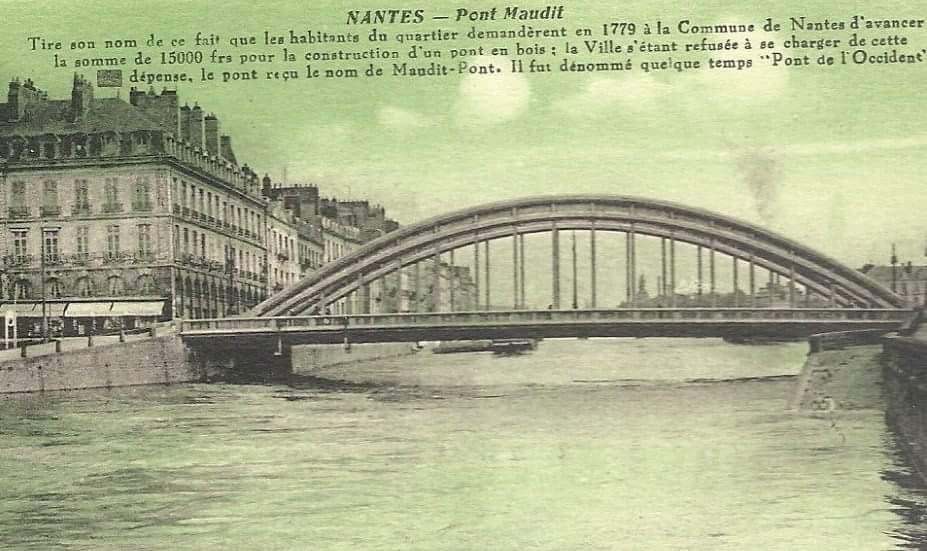 NANTES — Pont Maudit
Tire son nom de ce fait que les habitants du quartier demandèrent en 1779 à la Commune de Nantes d'avancer
la somme de 15000 frs pour la construction d'un pont en bois ; la Ville s'étant refusée à se charger de cette
dépense, le pont reçu le nom de Maudit-Pont. Il fut dénommé quelque temps "Pont de l'Occident"